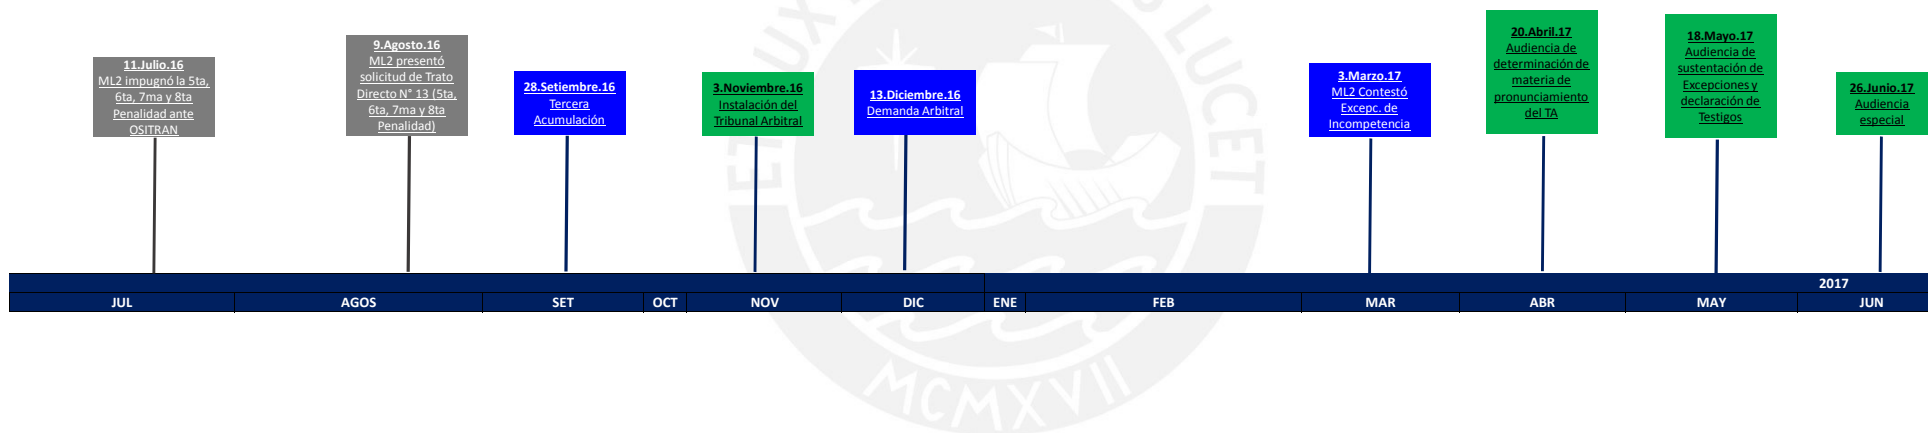 11.Julio.16
ML2 impugnó la 5ta,
6ta, 7ma y 8ta
Penalidad ante
OSITRAN
9.Agosto.16
ML2 presentó
solicitud de Trato
Directo N° 13 (5ta,
6ta, 7ma y 8ta
Penalidad)
28.Setiembre.16
Tercera
Acumulación
3.Noviembre.16
Instalación del
Tribunal Arbitral
13.Diciembre.16
Demanda Arbitral
3.Marzo.17
ML2 Contestó
Excepc. de
Incompetencia
20.Abril.17
Audiencia de
determinación de
materia de
pronunciamiento
del TA
18.Mayo.17
Audiencia de
sustentación de
Excepciones y
declaración de
Testigos
26.Junio.17
Audiencia
especial
2017
JUL AGOS SET OCT NOV DIC ENE FEB MAR ABR MAY JUN
ET LUX
LUCET
MCMXVII